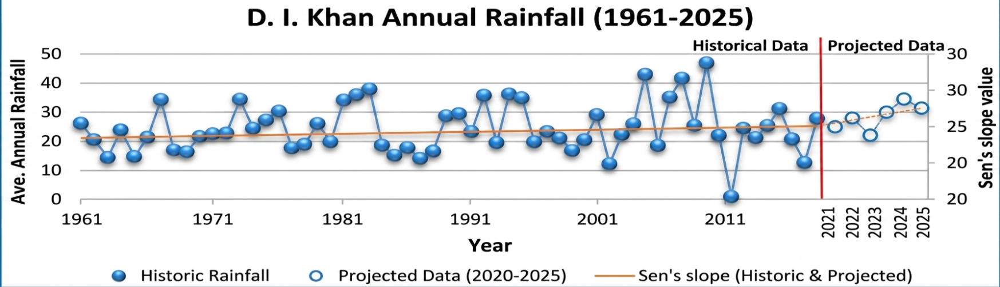 D. I. Khan Annual Rainfall (1961-2025)
Historical Data
Projected Data
Ave. Annual Rainfall
50
40
30
20
10
0
30
30
25
20
20
Sen's slope value
1961
1971
1981
1991
2001
2011
2021
2022
2023
2024
2025
Year
Historic Rainfall
Projected Data (2020-2025)
Sen's slope (Historic & Projected)